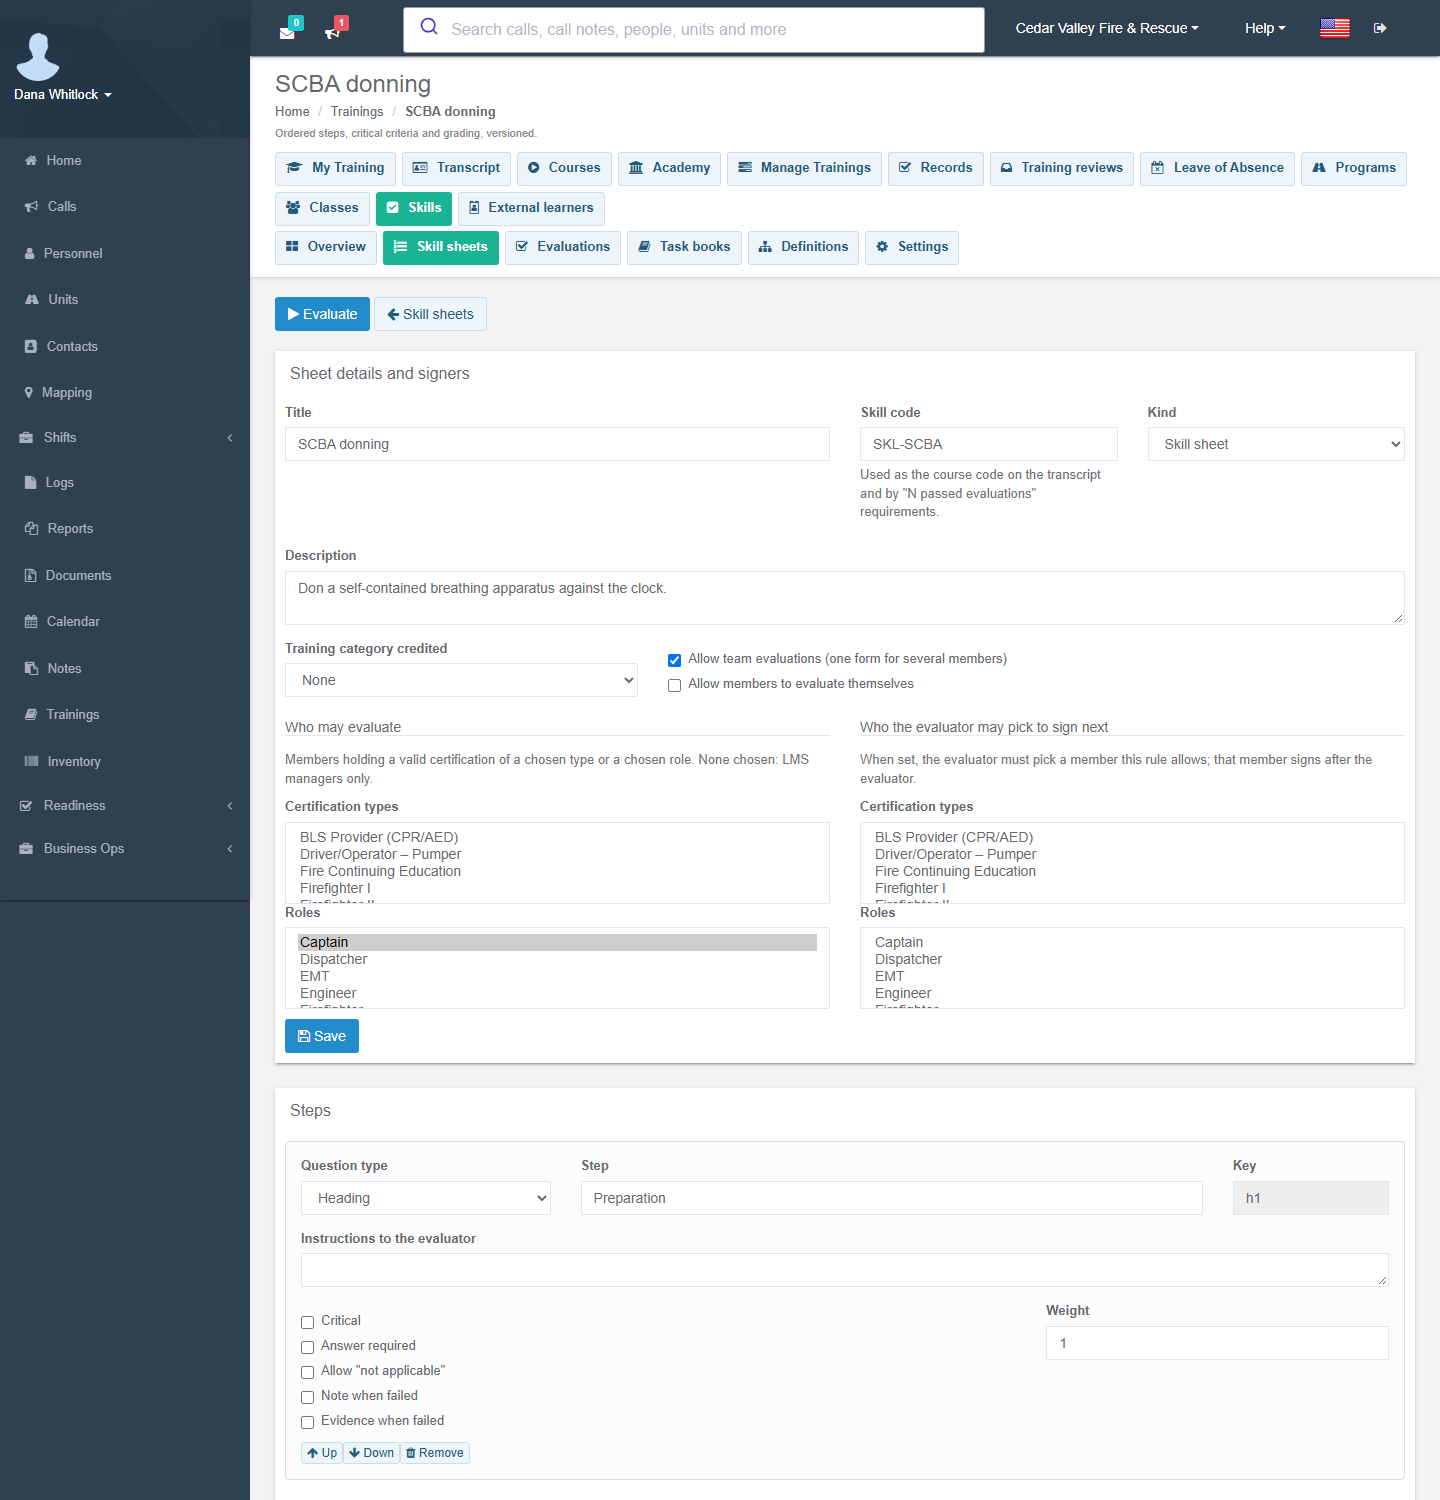 0
1
Search calls, call notes, people, units and more
Cedar Valley Fire & Rescue
Help
Dana Whitlock
Home
Calls
Personnel
Units
Contacts
Mapping
Shifts
Logs
Reports
Documents
Calendar
Notes
Trainings
Inventory
Readiness
Business Ops
SCBA donning
Home / Trainings / SCBA donning
Ordered steps, critical criteria and grading, versioned.
My Training Transcript Courses Academy Manage Trainings Records Training reviews Leave of Absence Programs
Classes Skills External learners
Overview Skill sheets Evaluations Task books Definitions Settings
Evaluate Skill sheets
Sheet details and signers
Title Skill code Kind
SCBA donning SKL-SCBA Skill sheet
Used as the course code on the transcript
and by "N passed evaluations"
requirements.
Description
Don a self-contained breathing apparatus against the clock.
Training category credited
None
Allow team evaluations (one form for several members)
Allow members to evaluate themselves
Who may evaluate
Members holding a valid certification of a chosen type or a chosen role. None chosen: LMS
managers only.
Certification types
BLS Provider (CPR/AED)
Driver/Operator – Pumper
Fire Continuing Education
Firefighter I
Firefighter II
Roles
Captain
Dispatcher
EMT
Engineer
Firefighter
Who the evaluator may pick to sign next
When set, the evaluator must pick a member this rule allows; that member signs after the
evaluator.
Certification types
BLS Provider (CPR/AED)
Driver/Operator – Pumper
Fire Continuing Education
Firefighter I
Firefighter II
Roles
Captain
Dispatcher
EMT
Engineer
Firefighter
Save
Steps
Question type Step Key
Heading Preparation h1
Instructions to the evaluator
Critical
Answer required
Allow "not applicable"
Note when failed
Evidence when failed
Weight
1
Up Down Remove